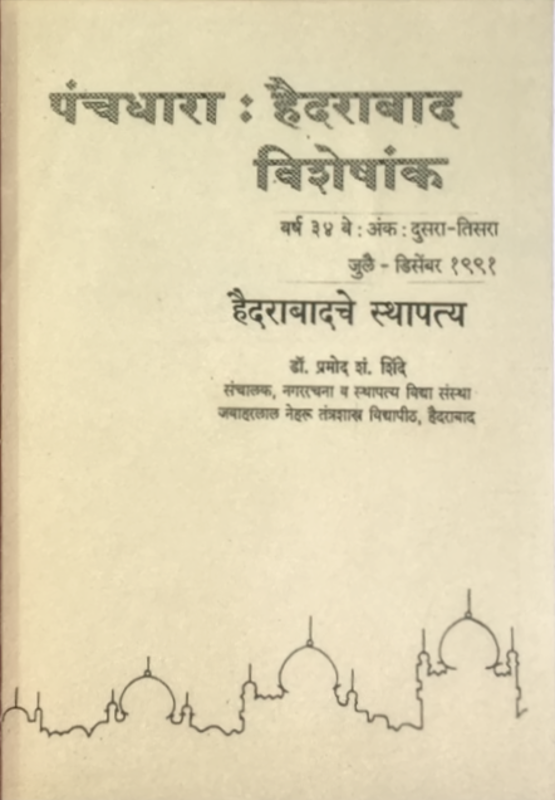 पंचधारा : हैदराबाद
विशेषांक
वर्ष ३४ वे : अंक : दुसरा-तिसरा
जुलै - डिसेंबर १९९१
हैदराबादचे स्थापत्य
डॉ. प्रमोद शं. शिंदे
संचालक, नगररचना व स्थापत्य विद्या संस्था
जवाहरलाल नेहरू तंत्रशास्त्र विद्यापीठ, हैदराबाद